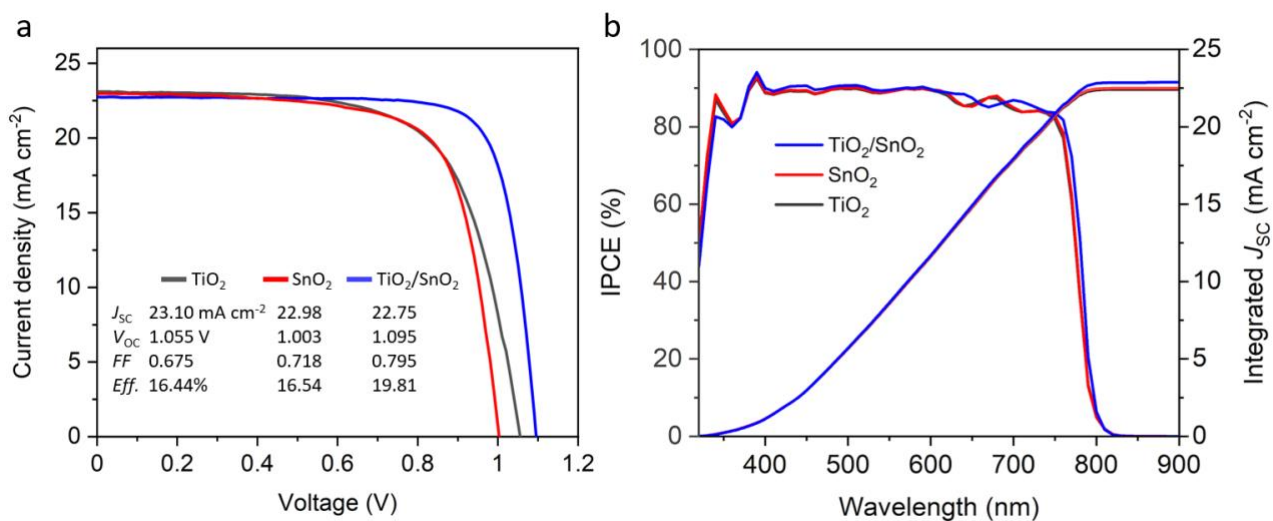 a
25
20
15
10
5
0
Current density (mA cm⁻²)
TiO₂ SnO₂ TiO₂/SnO₂
J_SC 23.10 mA cm⁻² 22.98 22.75
V_OC 1.055 V 1.003 1.095
FF 0.675 0.718 0.795
Eff. 16.44% 16.54 19.81
0 0.2 0.4 0.6 0.8 1 1.2
Voltage (V)
b
100
80
60
40
20
0
IPCE (%)
TiO₂/SnO₂
SnO₂
TiO₂
25
20
15
10
5
0
Integrated J_SC (mA cm⁻²)
400 500 600 700 800 900
Wavelength (nm)